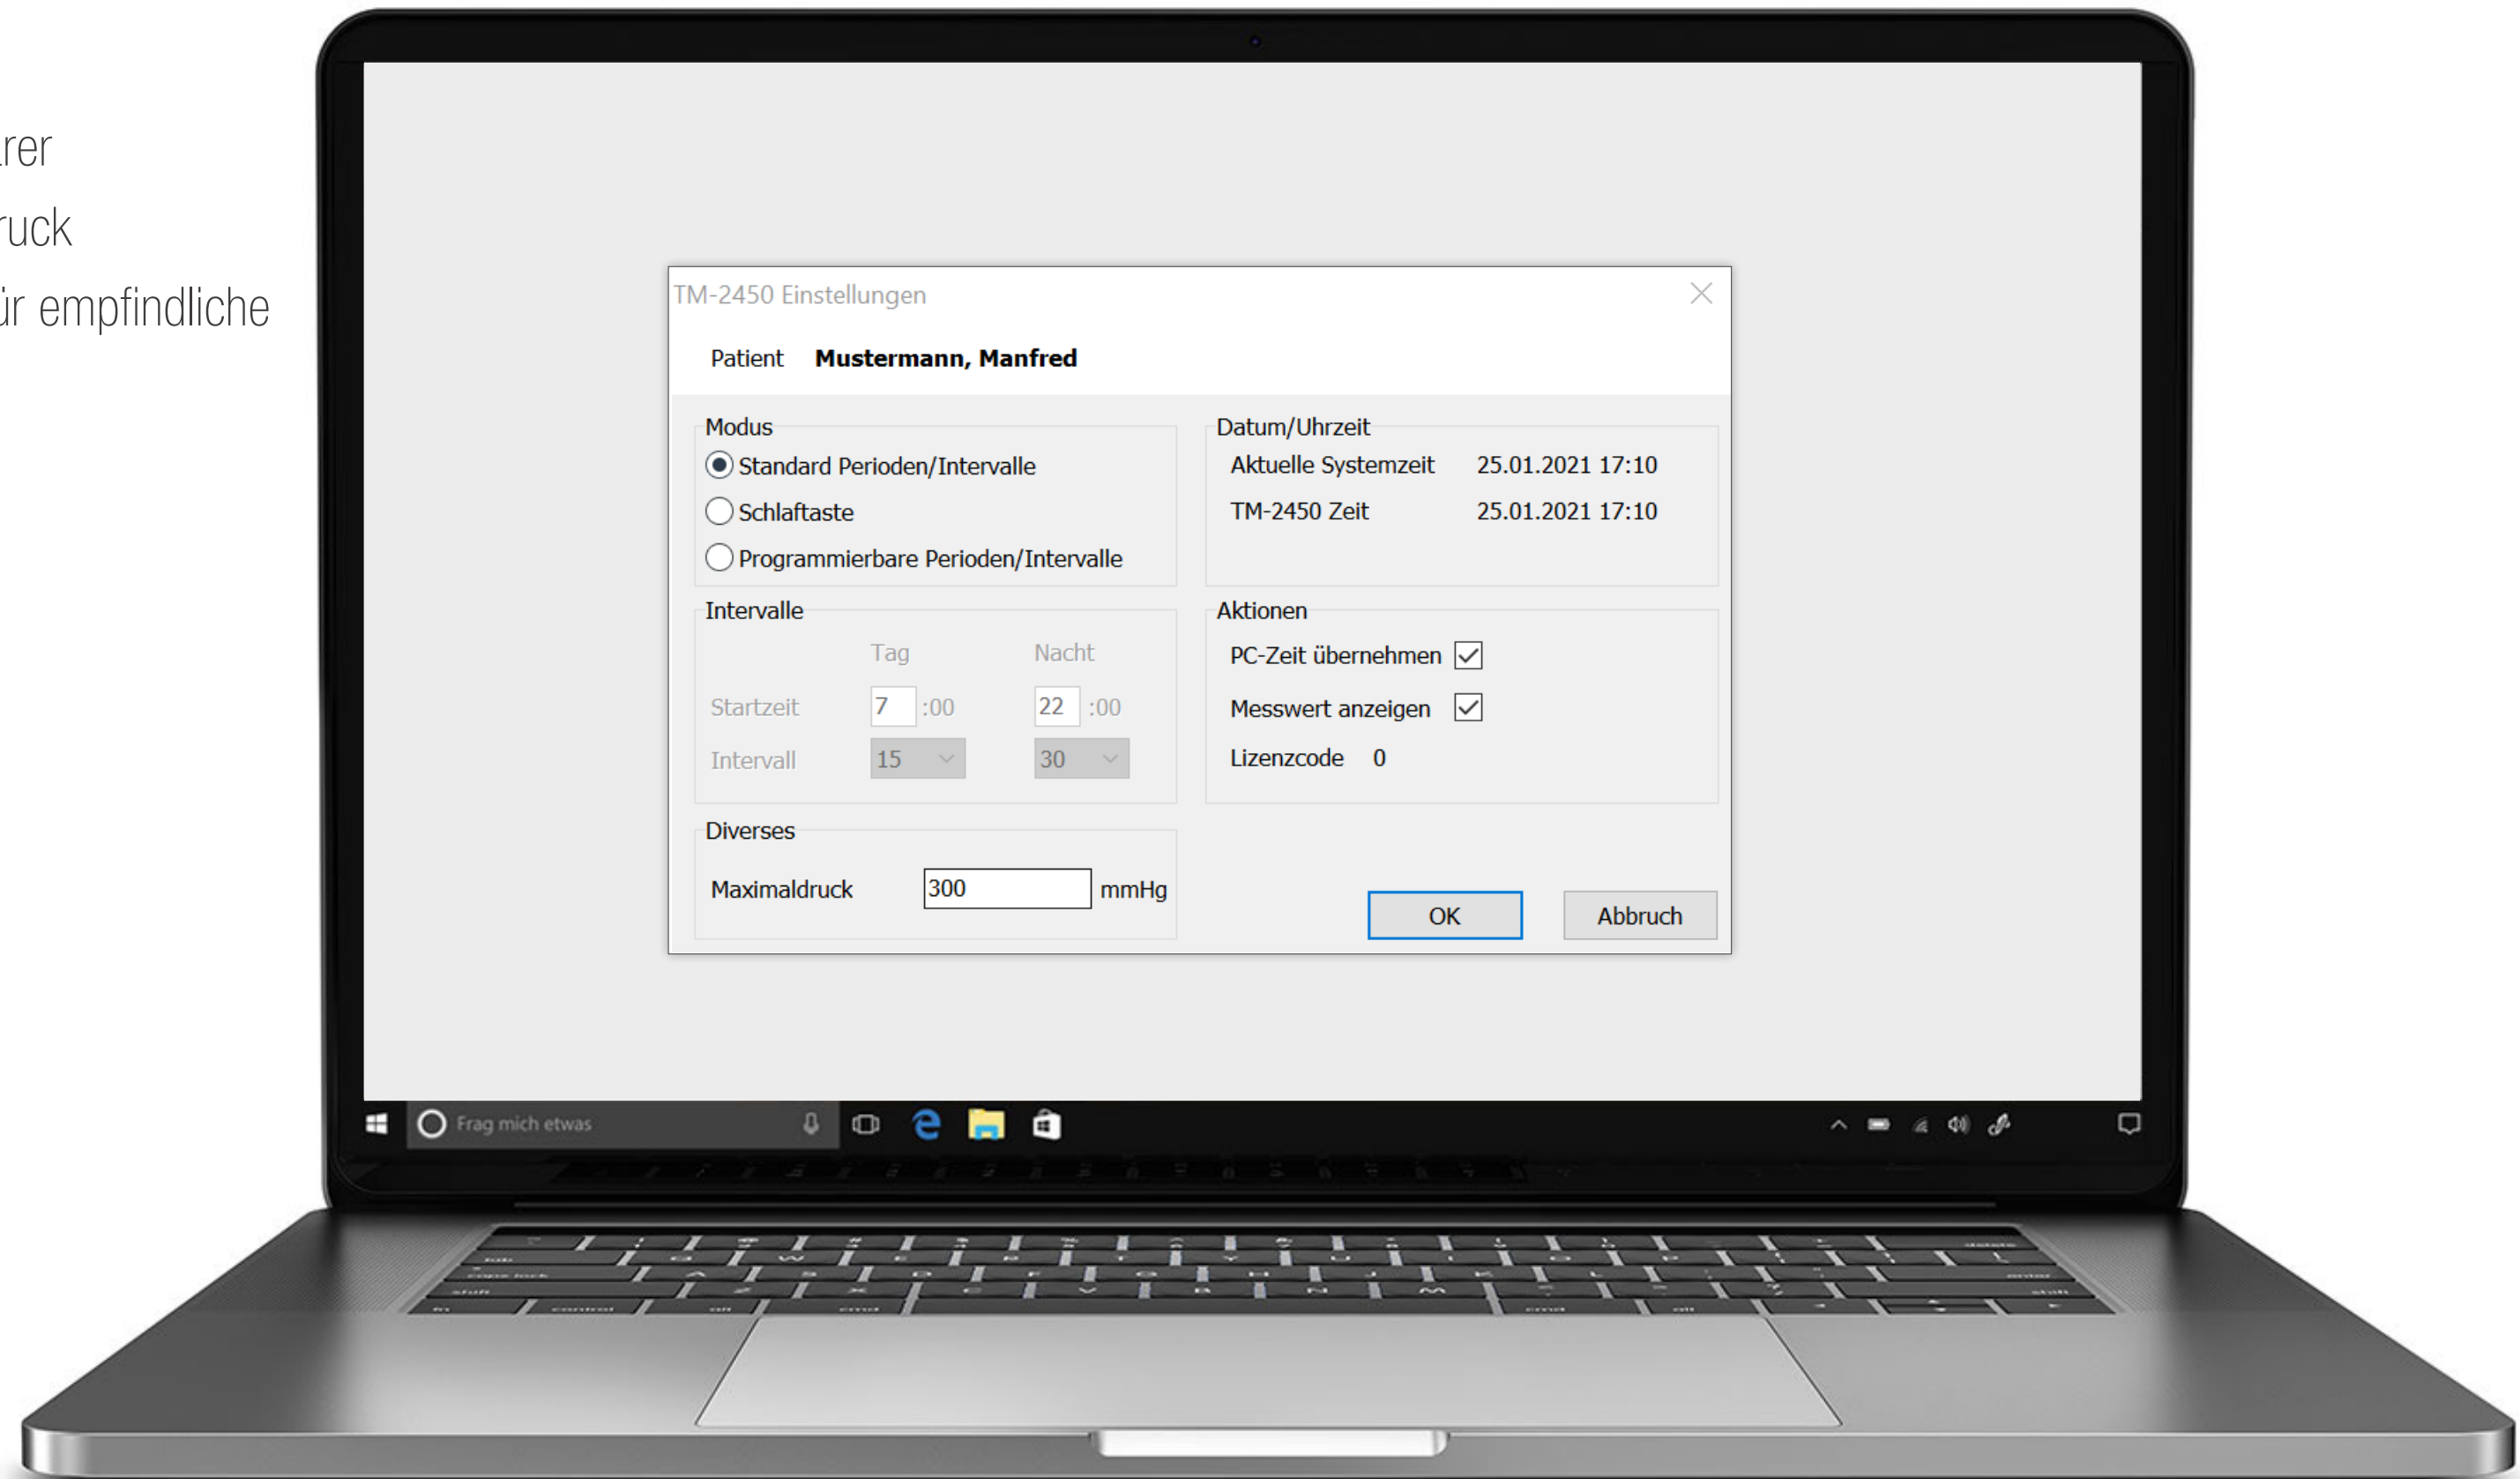 arer
ruck
ür empfindliche
TM-2450 Einstellungen
Patient Mustermann, Manfred
Modus
Standard Perioden/Intervalle
Schlaftaste
Programmierbare Perioden/Intervalle
Datum/Uhrzeit
Aktuelle Systemzeit 25.01.2021 17:10
TM-2450 Zeit 25.01.2021 17:10
Intervalle
Tag Nacht
Startzeit 7 :00 22 :00
Intervall 15 30
Aktionen
PC-Zeit übernehmen
Messwert anzeigen
Lizenzcode 0
Diverses
Maximaldruck 300 mmHg
OK Abbruch
Frag mich etwas